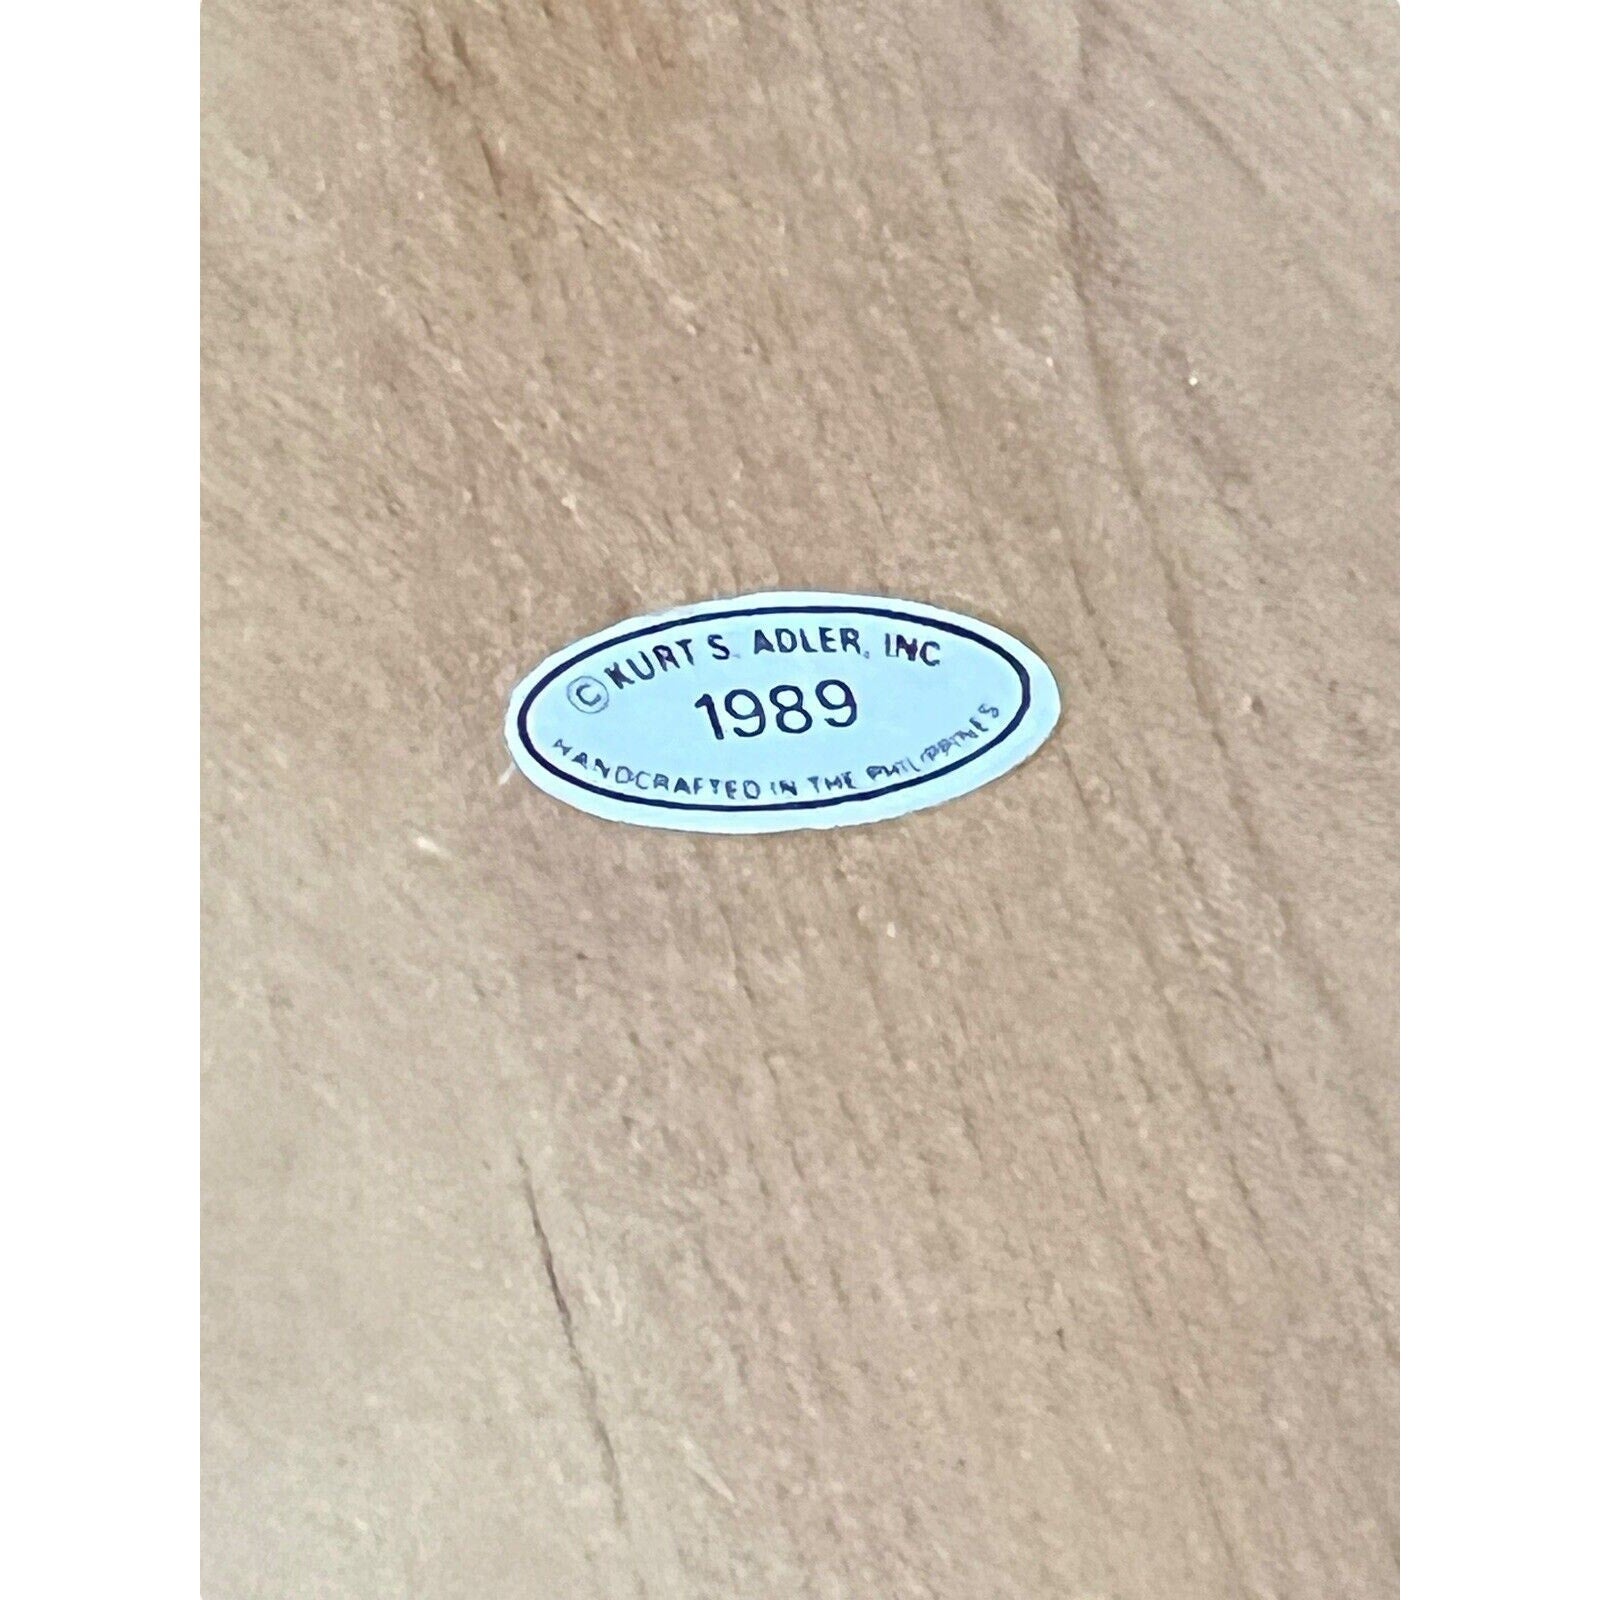 © KURT S. ADLER, INC
1989
HANDCRAFTED IN THE PHILIPPINES